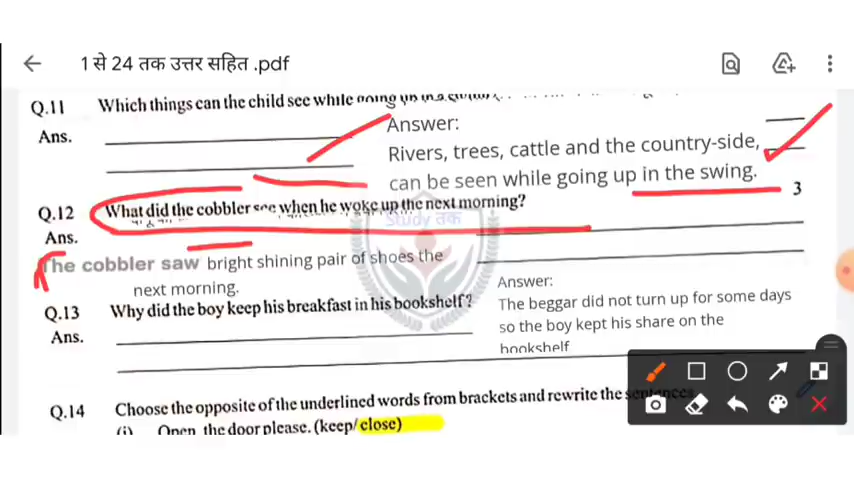 1 से 24 तक उत्तर सहित .pdf
Q.11 Which things can the child see while going up in a
Ans.
Answer:
Rivers, trees, cattle and the country-side,
can be seen while going up in the swing.
3
Q.12 What did the cobbler see when he woke up the next morning?
Study तक
Ans.
The cobbler saw bright shining pair of shoes the
next morning.
Q.13 Why did the boy keep his breakfast in his bookshelf?
Ans.
Answer:
The beggar did not turn up for some days
so the boy kept his share on the
bookshelf
Q.14 Choose the opposite of the underlined words from brackets and rewrite the sentences
(i) Open the door please. (keep/close)